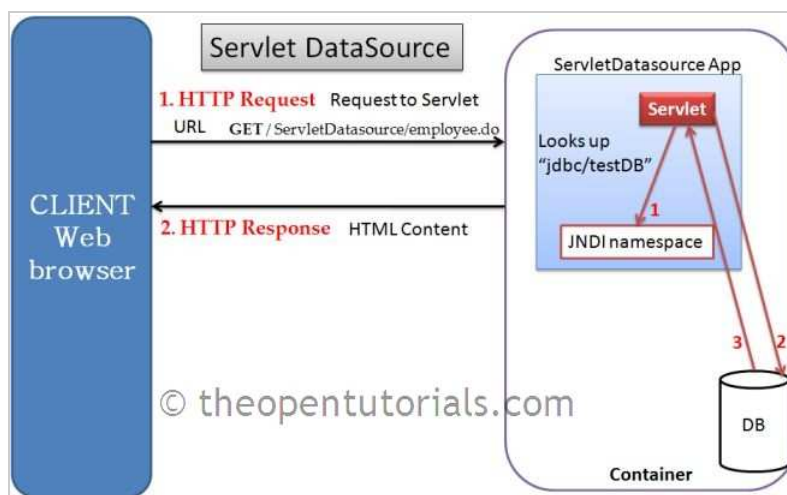 Servlet DataSource
1. HTTP Request Request to Servlet
URL GET / ServletDatasource/employee.do
CLIENT
Web
browser
2. HTTP Response HTML Content
ServletDatasource App
Servlet
Looks up
“jdbc/testDB”
1
JNDI namespace
3
2
DB
Container
© theopentutorials.com